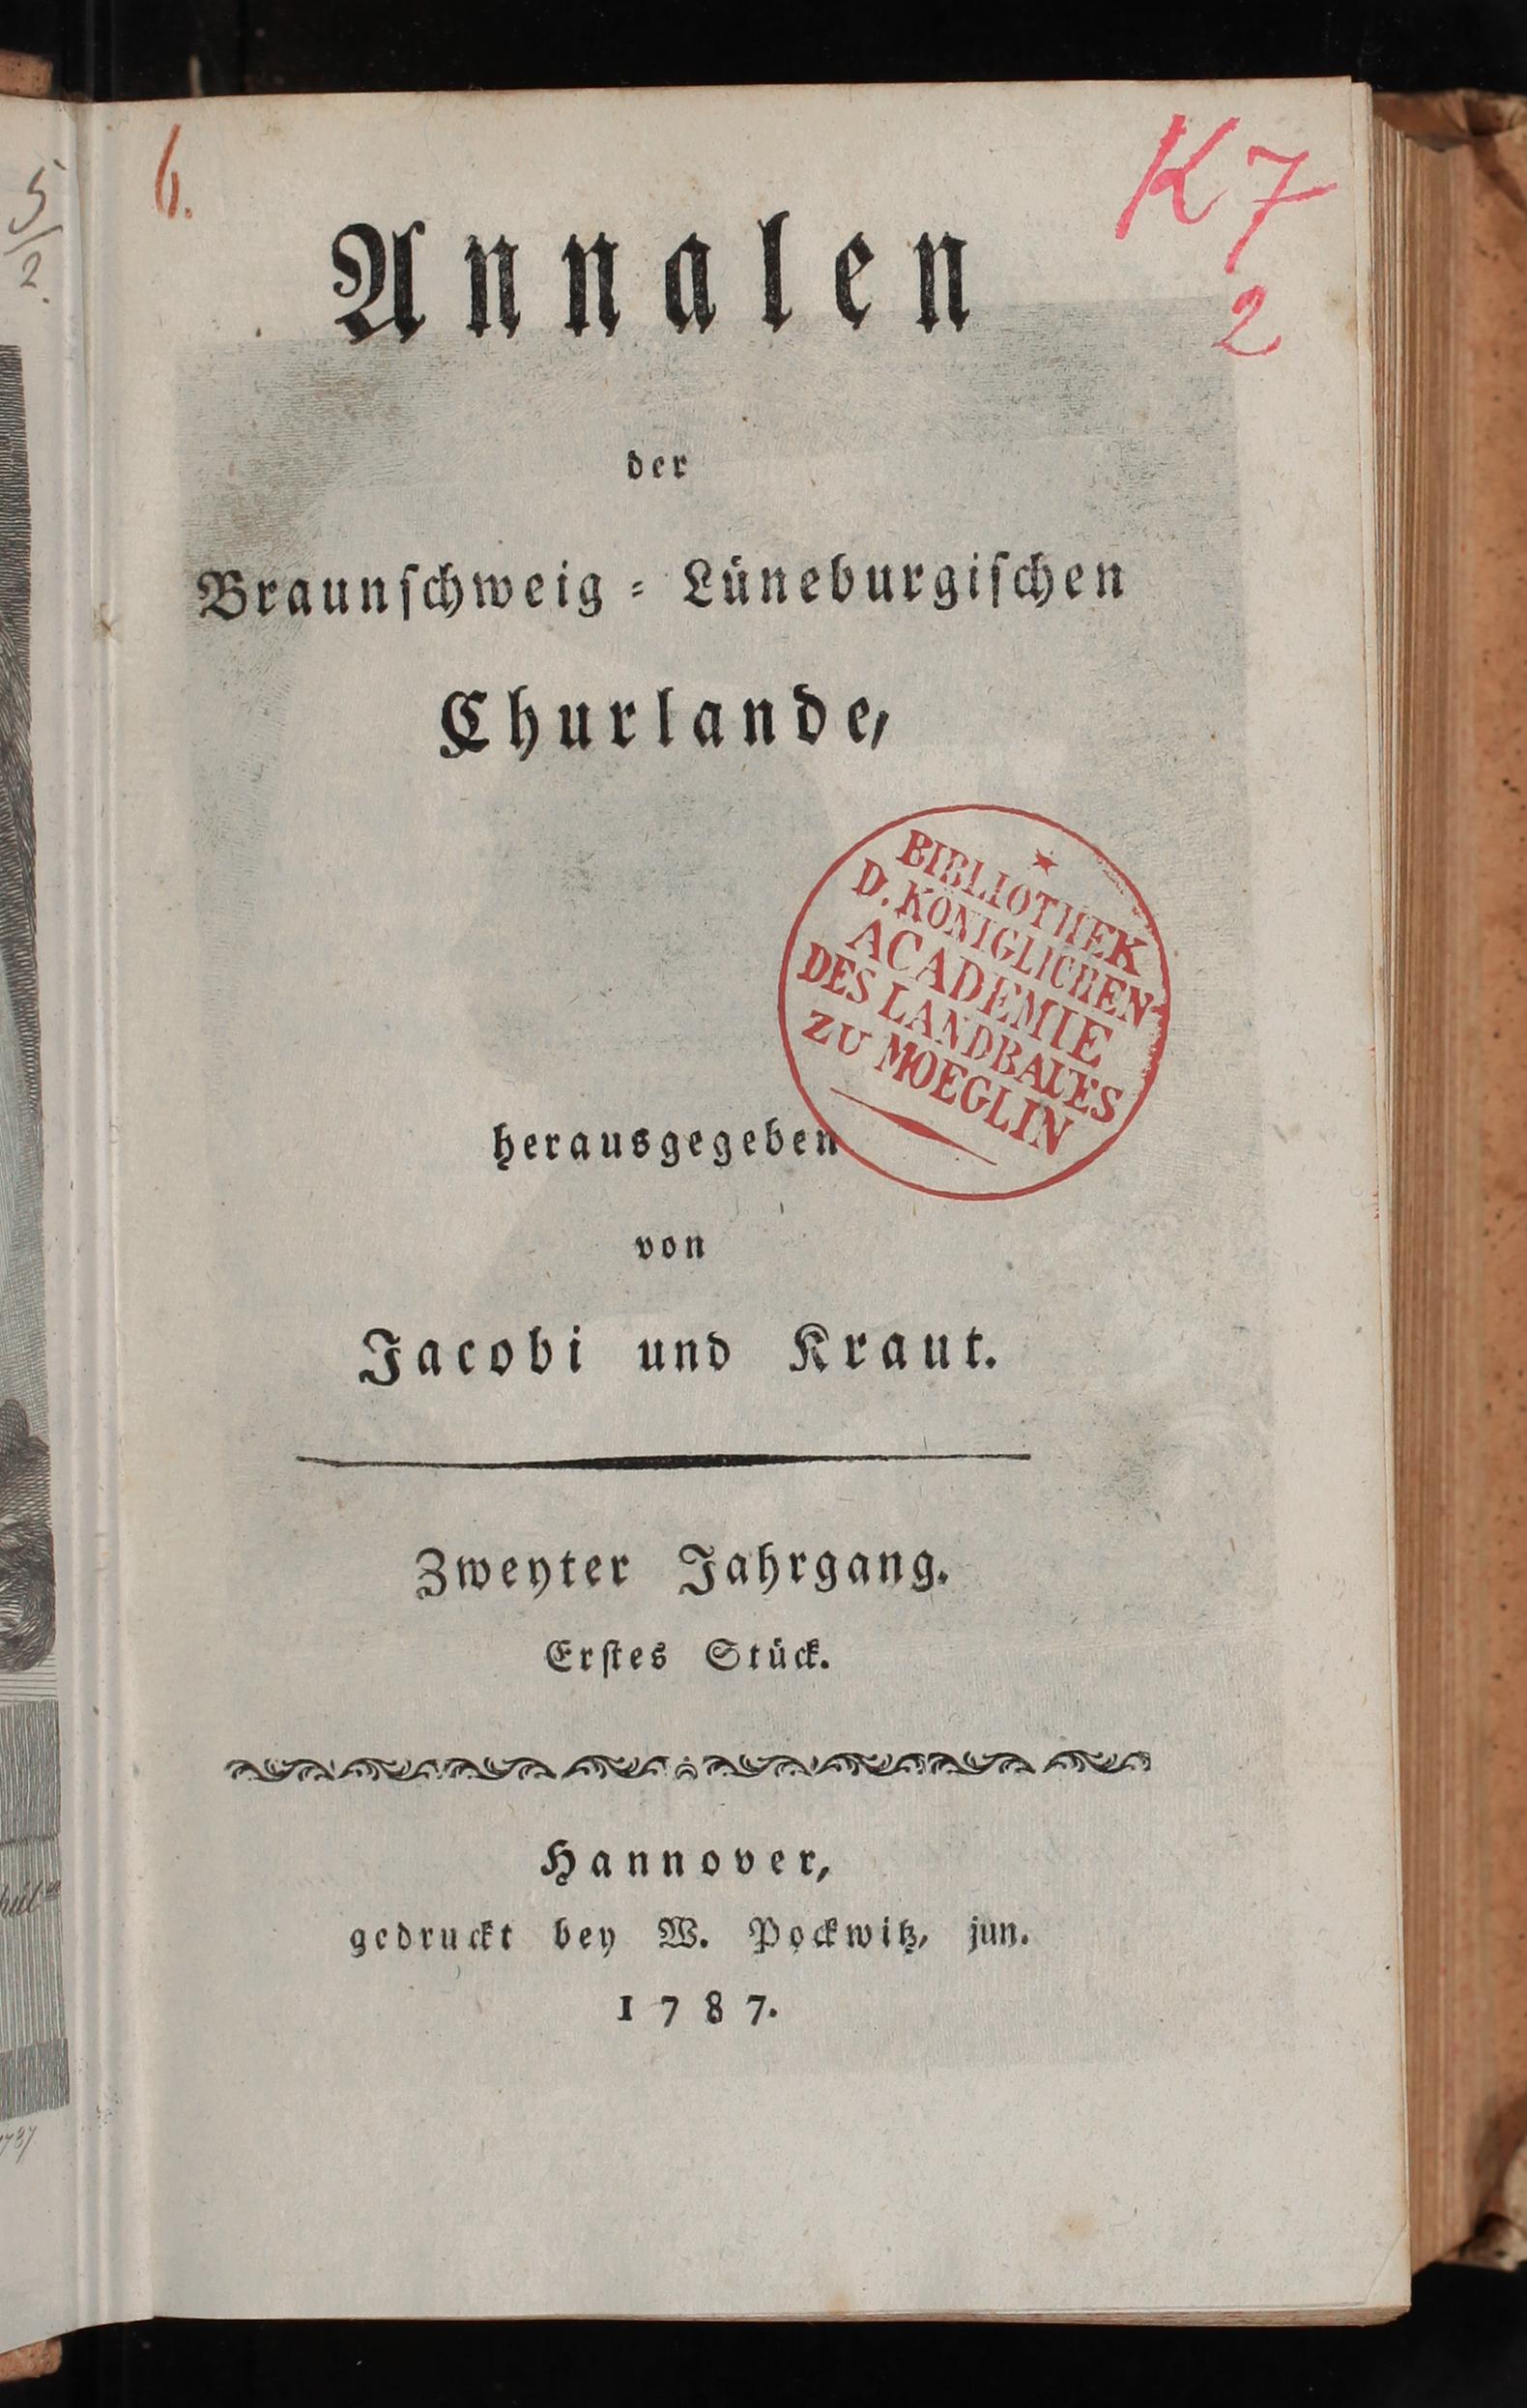 5
2.
6.
K7
2
Annalen
der
Braunſchweig = Lüneburgiſchen
Churlande,
BIBLIOTHEK
D. KÖNIGLICHEN
ACADEMIE
DES LANDBAUES
ZU MOEGLIN
herausgegeben
von
Jacobi und Kraut.
Zweyter Jahrgang.
Erſtes Stück.
Hannover,
gedruckt bey W. Pockwitz, jun.
1787.